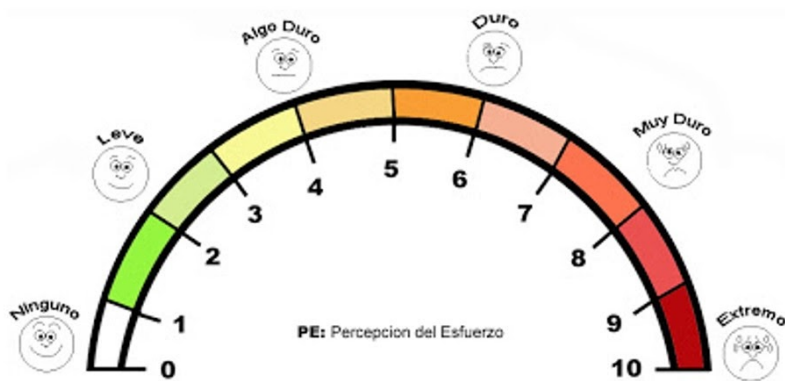 Ninguno
Leve
Algo Duro
Duro
Muy Duro
Extremo
0
1
2
3
4
5
6
7
8
9
10
PE: Percepcion del Esfuerzo